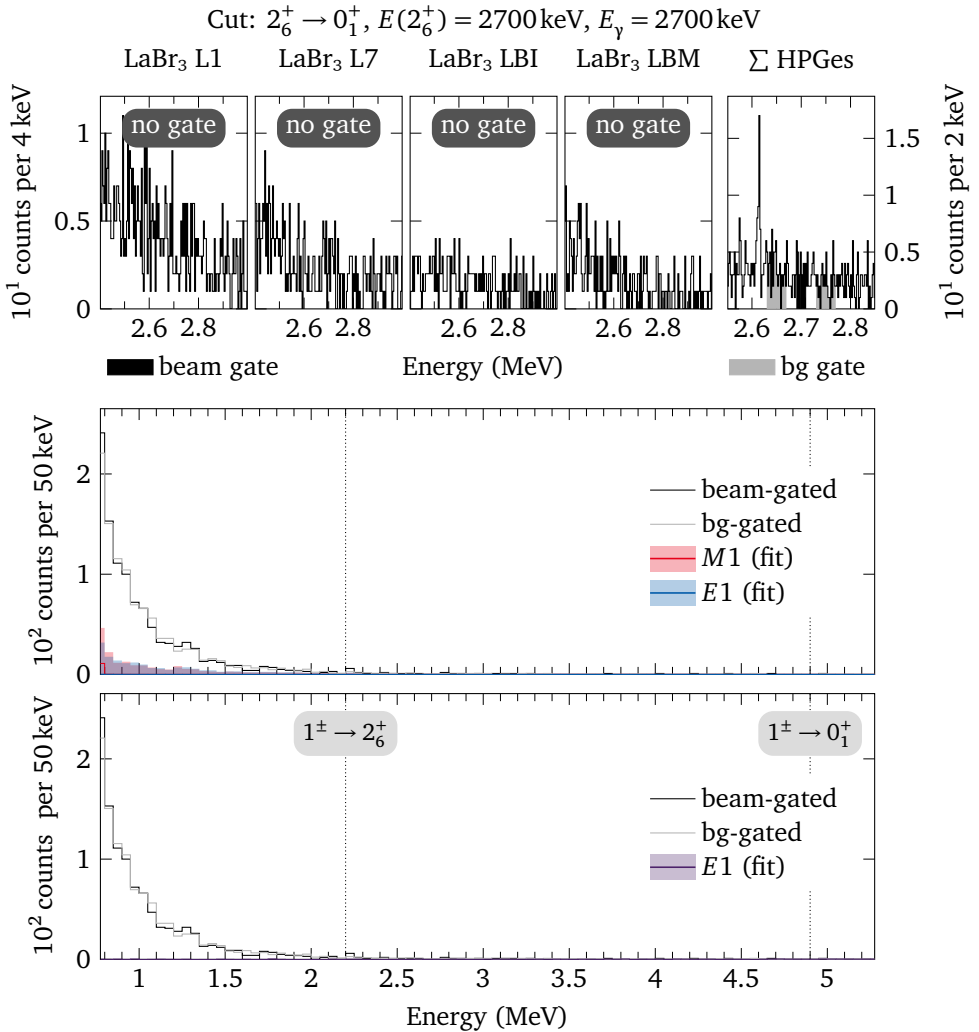 Cut: 2₆⁺ → 0₁⁺, E(2₆⁺) = 2700 keV, E_γ = 2700 keV
LaBr₃ L1 LaBr₃ L7 LaBr₃ LBI LaBr₃ LBM ∑ HPGes
no gate no gate no gate no gate
10¹ counts per 4 keV
1
0.5
0
1.5
1
0.5
0
10¹ counts per 2 keV
2.6 2.8 2.6 2.8 2.6 2.8 2.6 2.8 2.6 2.7 2.8
beam gate Energy (MeV) bg gate
10² counts per 50 keV
2
1
0
beam-gated
bg-gated
M1 (fit)
E1 (fit)
1^± → 2₆⁺ 1^± → 0₁⁺
10² counts per 50 keV
2
1
0
beam-gated
bg-gated
E1 (fit)
1 1.5 2 2.5 3 3.5 4 4.5 5
Energy (MeV)